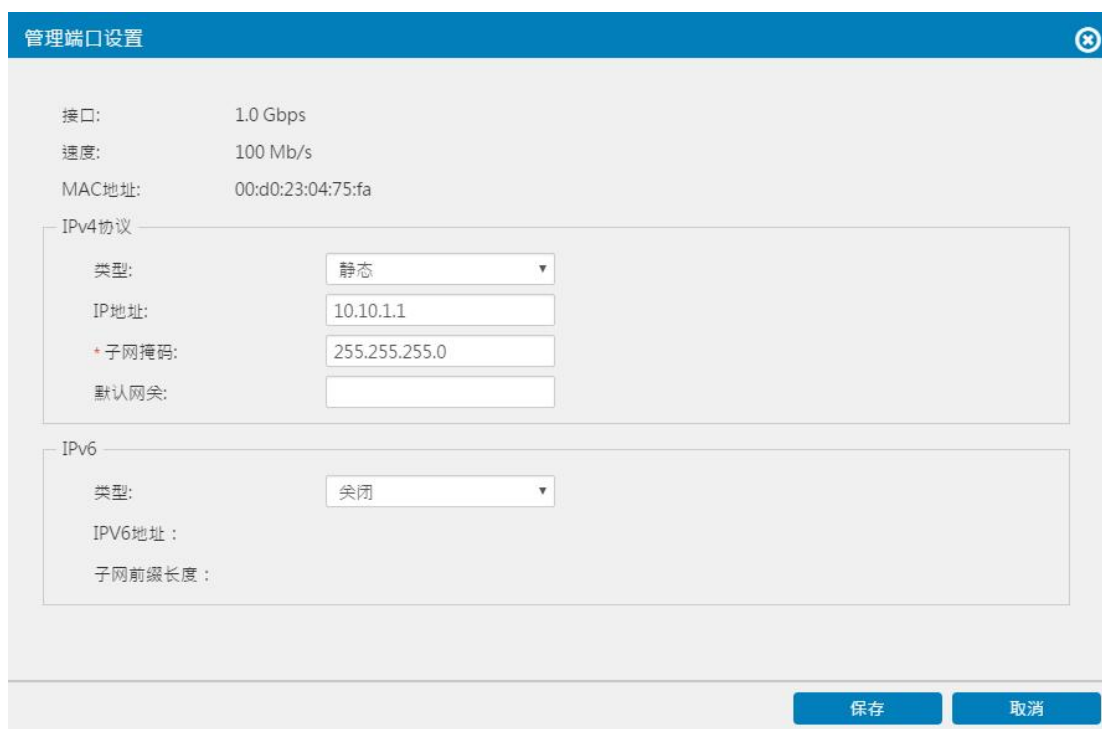 管理端口设置
接口: 1.0 Gbps
速度: 100 Mb/s
MAC地址: 00:d0:23:04:75:fa
IPv4协议
类型: 静态
IP地址: 10.10.1.1
*子网掩码: 255.255.255.0
默认网关:
IPv6
类型: 关闭
IPV6地址：
子网前缀长度：
保存 取消